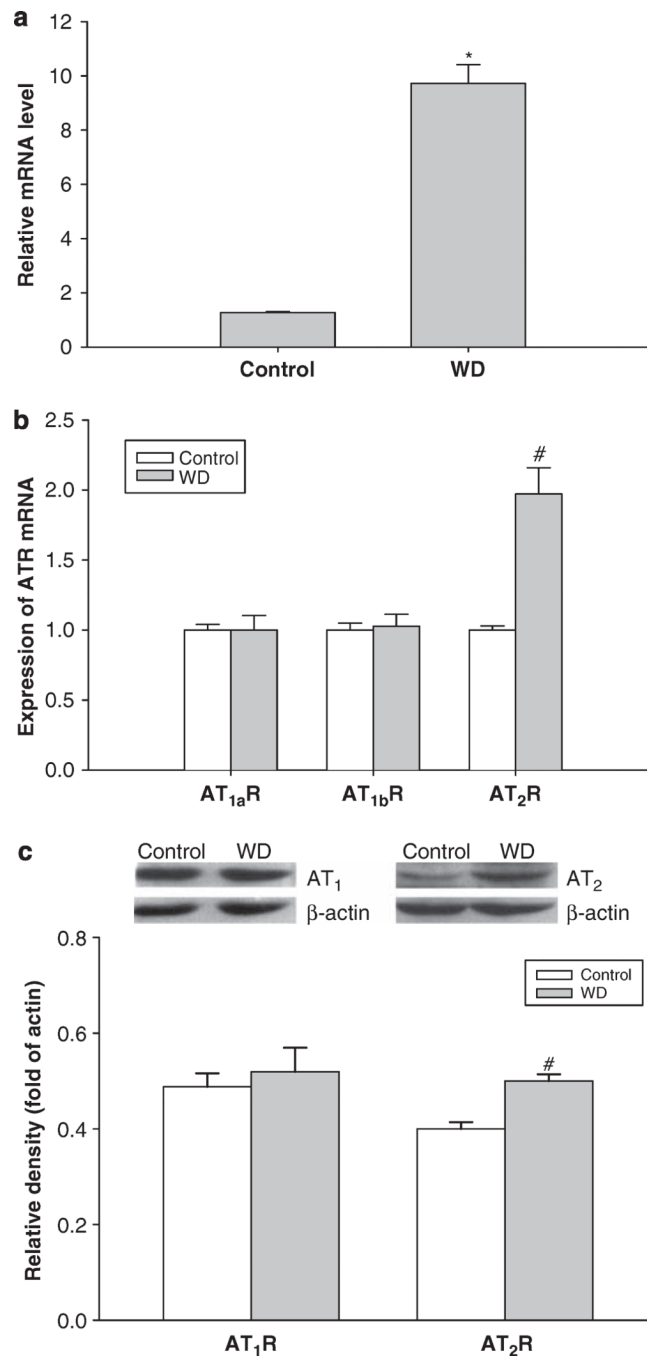 a
Relative mRNA level
12
10
8
6
4
2
0
*
Control
WD
b
Expression of ATR mRNA
2.5
2.0
1.5
1.0
0.5
0.0
Control
WD
#
AT1aR
AT1bR
AT2R
c
Control WD
AT1
β-actin
Control WD
AT2
β-actin
Relative density (fold of actin)
0.8
0.6
0.4
0.2
0.0
Control
WD
#
AT1R
AT2R